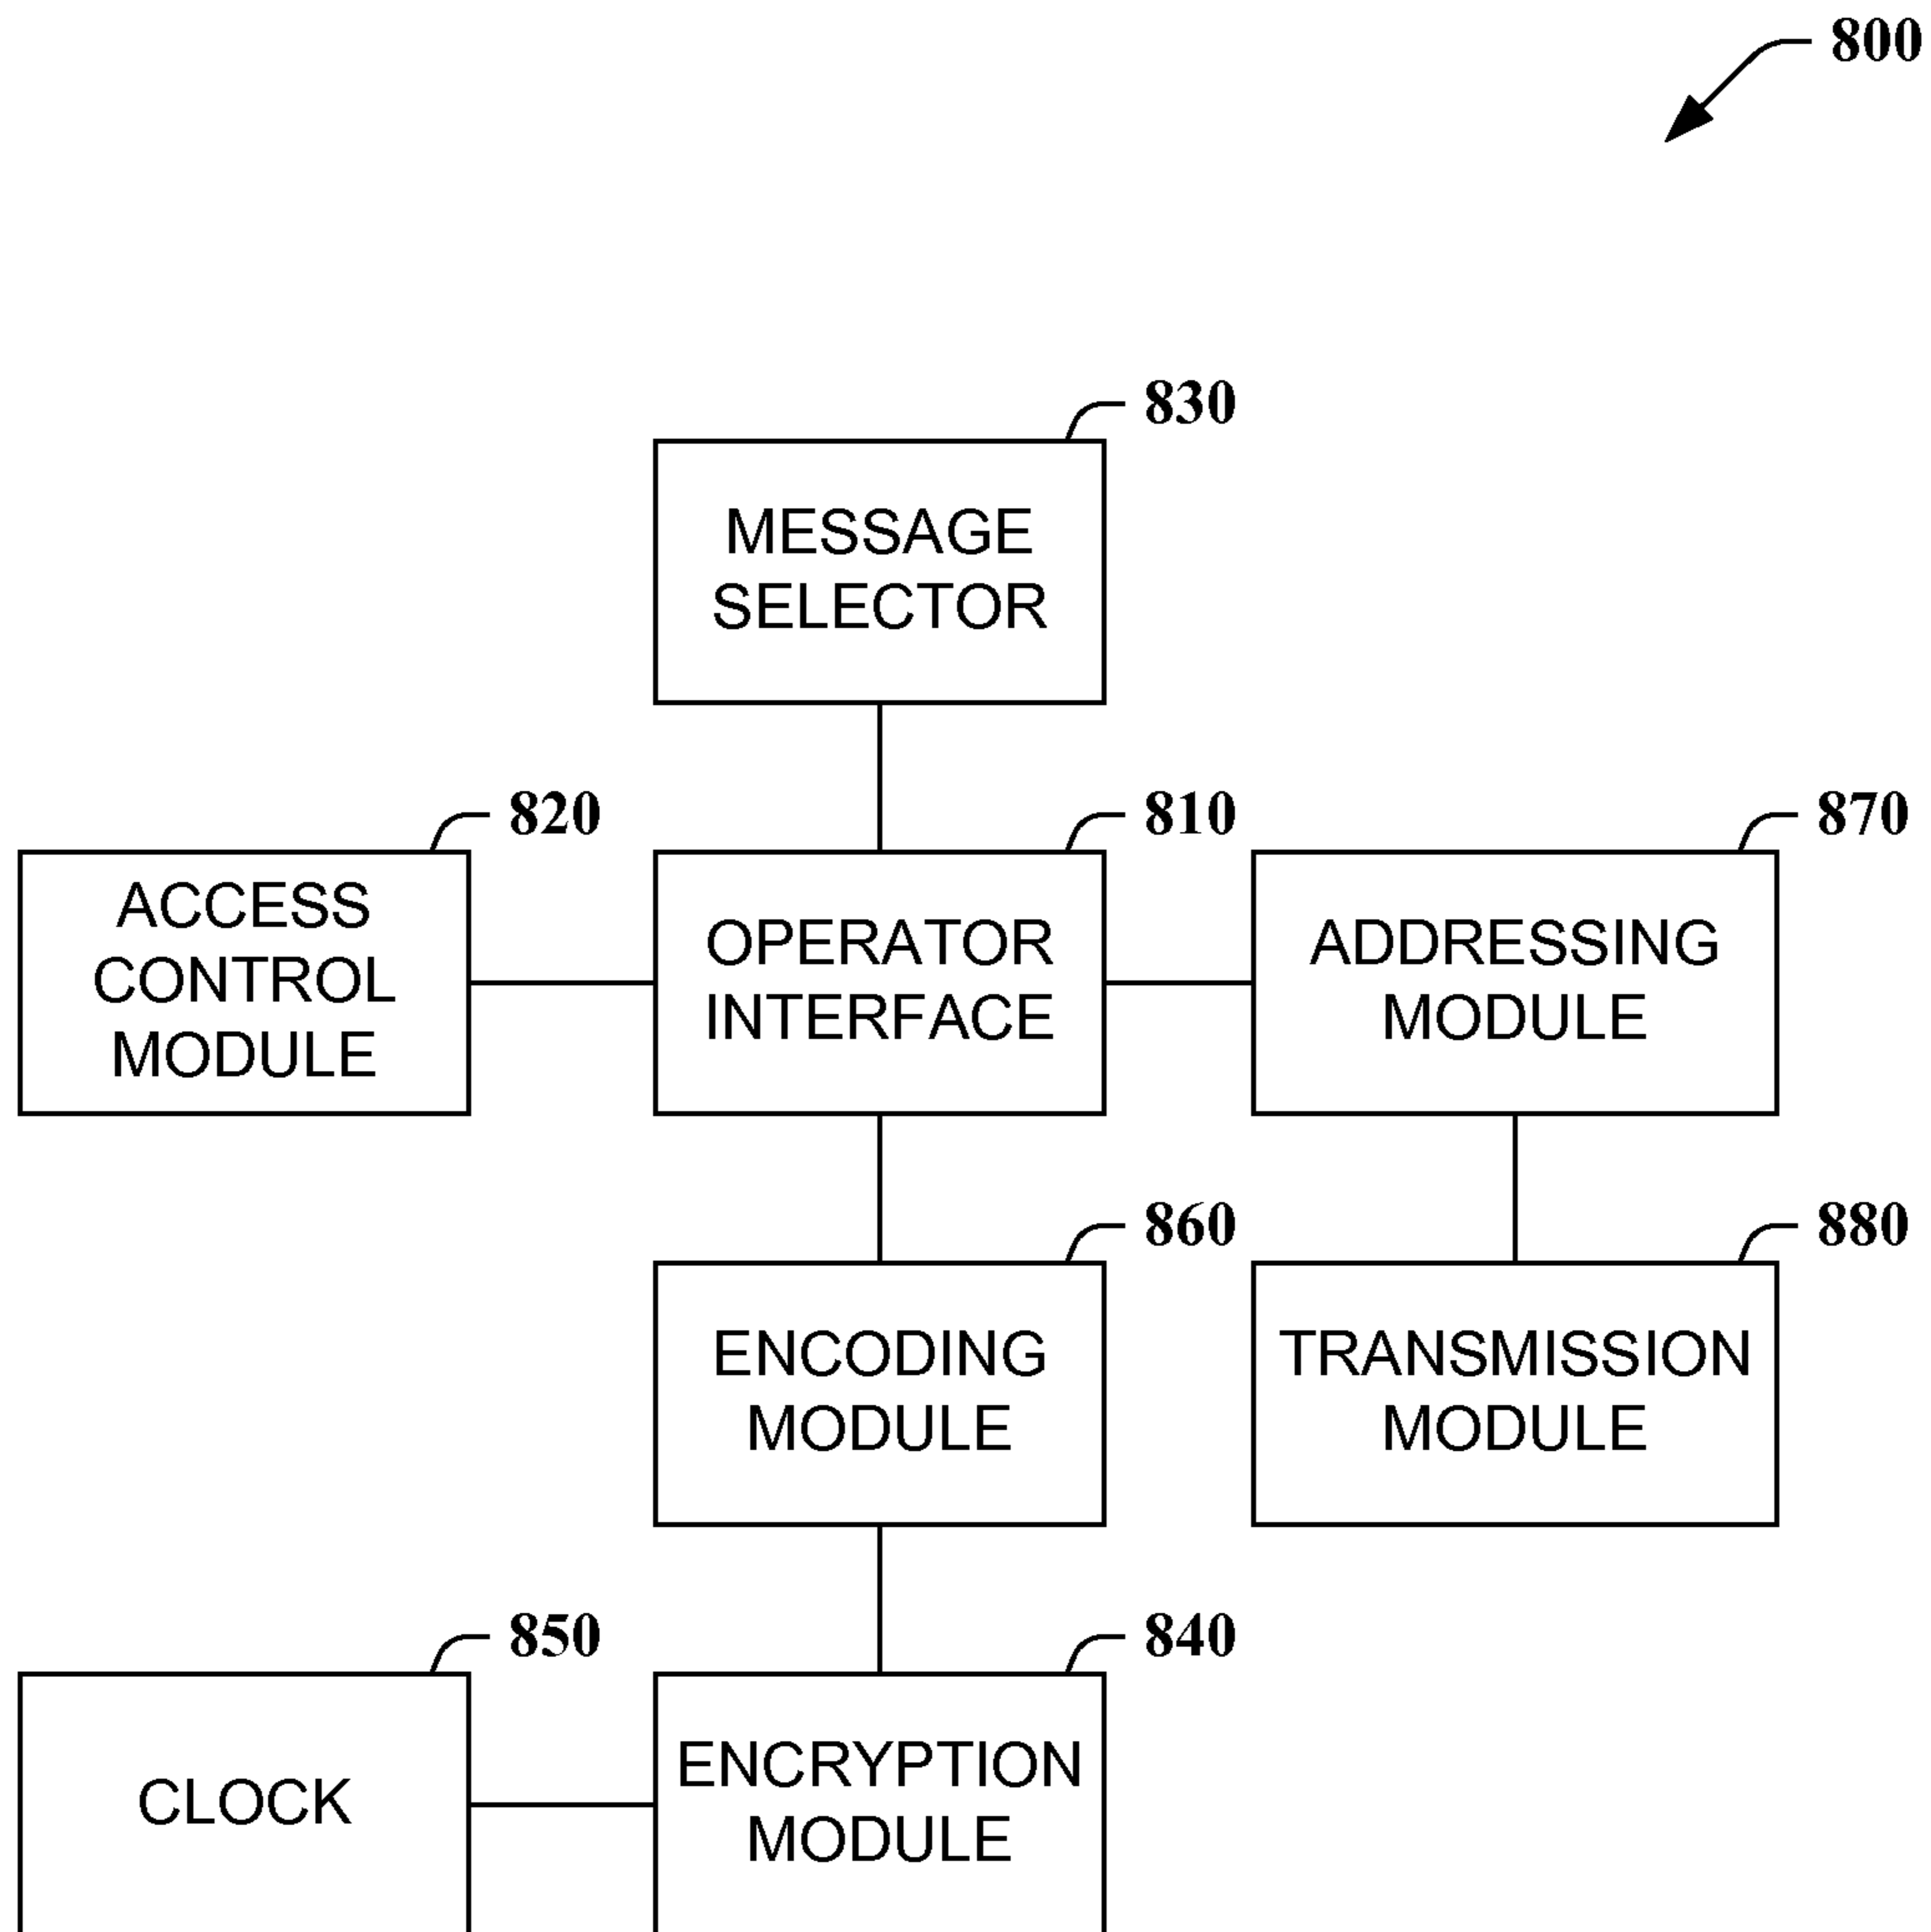 800
830
MESSAGE
SELECTOR
820
810
870
ACCESS
CONTROL
MODULE
OPERATOR
INTERFACE
ADDRESSING
MODULE
860
880
ENCODING
MODULE
TRANSMISSION
MODULE
850
840
CLOCK
ENCRYPTION
MODULE